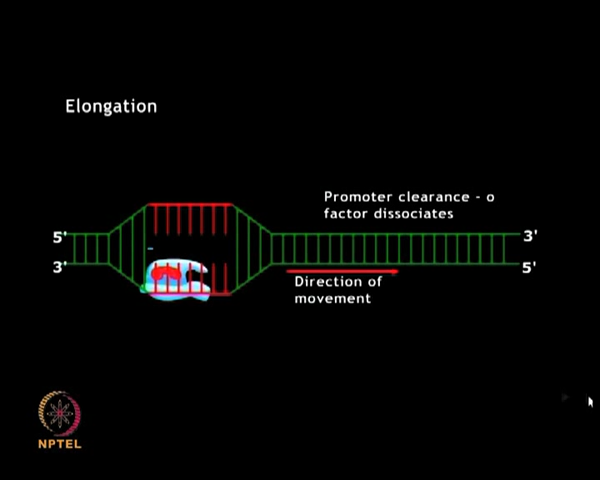 Elongation
Promoter clearance - o
factor dissociates
5' 3'
3' 5'
Direction of
movement
NPTEL